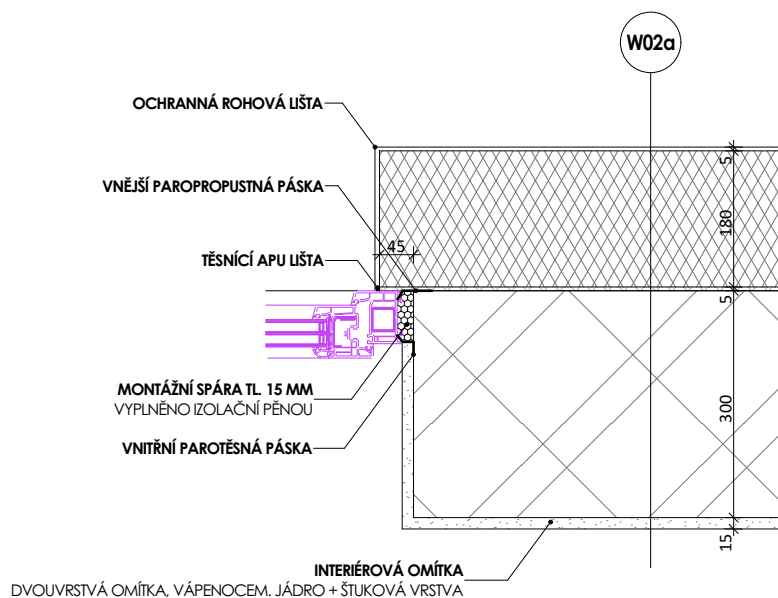 W02a
OCHRANNÁ ROHOVÁ LIŠTA
5
VNĚJŠÍ PAROPROPUSTNÁ PÁSKA
180
45
TĚSNÍCÍ APU LIŠTA
5
MONTÁŽNÍ SPÁRA TL. 15 MM
VYPLNĚNO IZOLAČNÍ PĚNOU
300
VNITŘNÍ PAROTĚSNÁ PÁSKA
15
INTERIÉROVÁ OMÍTKA
DVOUVRSTVÁ OMÍTKA, VÁPENOCEM. JÁDRO + ŠTUKOVÁ VRSTVA